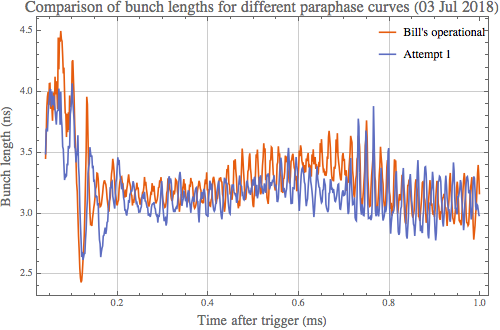 Comparison of bunch lengths for different paraphase curves (03 Jul 2018)
Bill's operational
Attempt 1
Bunch length (ns)
4.5
4.0
3.5
3.0
2.5
0.2
0.4
0.6
0.8
1.0
Time after trigger (ms)